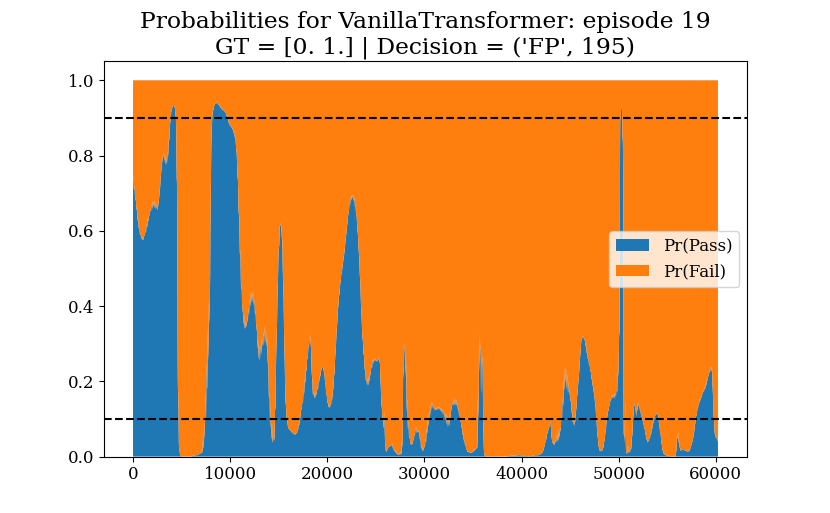 Probabilities for VanillaTransformer: episode 19
GT = [0. 1.] | Decision = ('FP', 195)
1.0
0.8
0.6
0.4
0.2
0.0
Pr(Pass)
Pr(Fail)
0 10000 20000 30000 40000 50000 60000